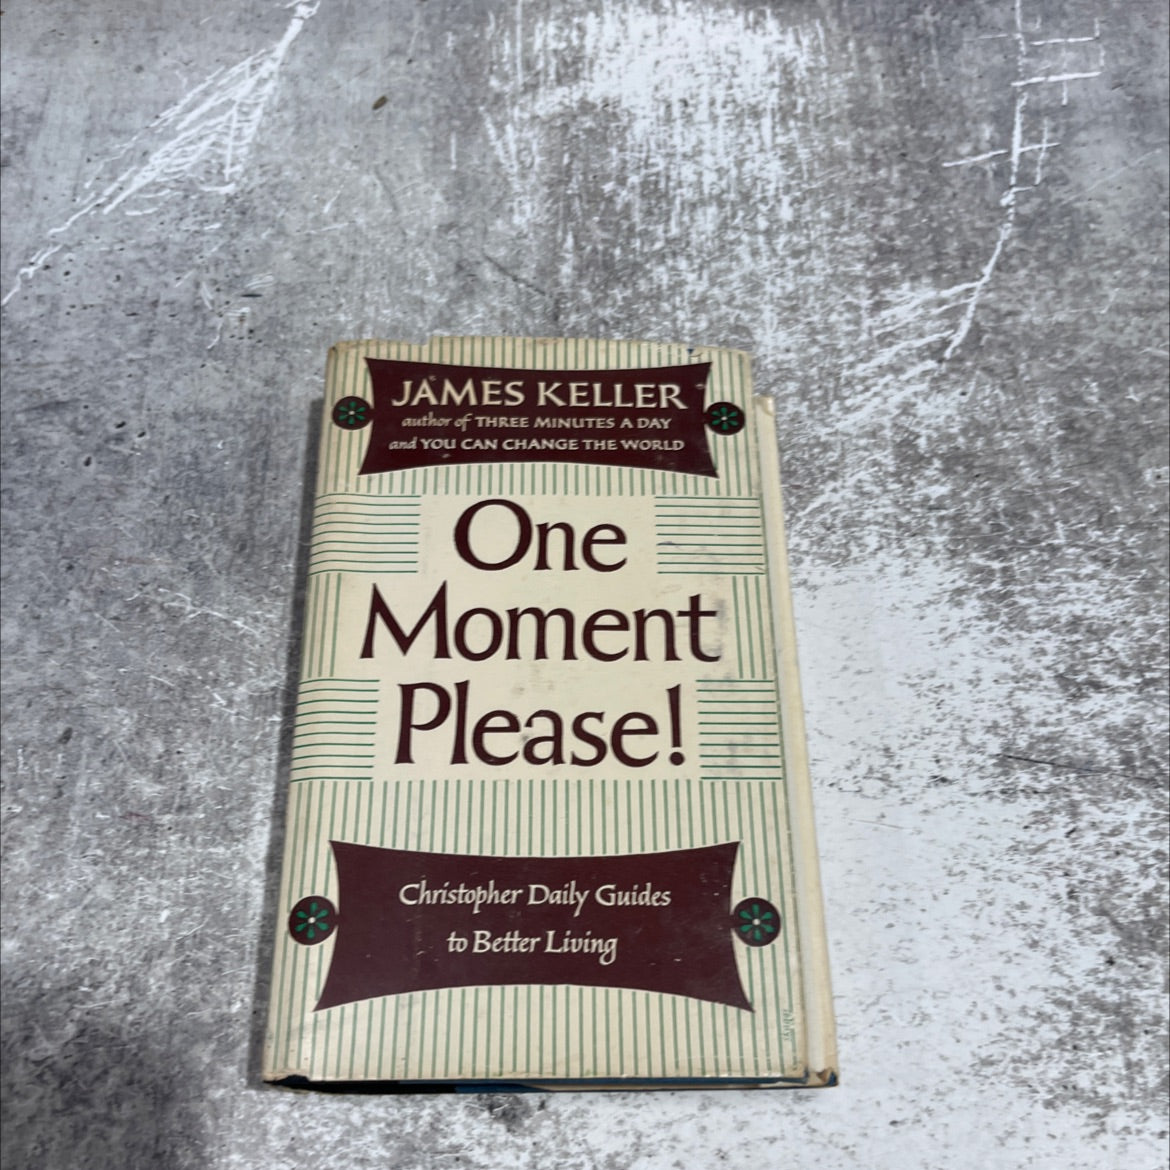 JAMES KELLER
author of THREE MINUTES A DAY
and YOU CAN CHANGE THE WORLD
One
Moment
Please!
Christopher Daily Guides
to Better Living